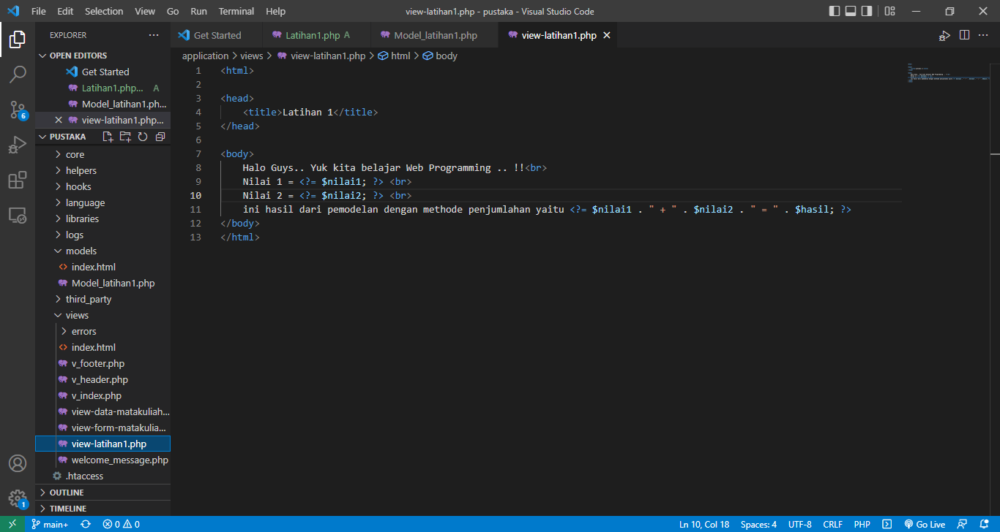 File Edit Selection View Go Run Terminal Help
view-latihan1.php - pustaka - Visual Studio Code
EXPLORER
OPEN EDITORS
Get Started
Latihan1.php... A
Model_latihan1.ph...
view-latihan1.php...
PUSTAKA
core
helpers
hooks
language
libraries
logs
models
index.html
Model_latihan1.php
third_party
views
errors
index.html
v_footer.php
v_header.php
v_index.php
view-data-matakuliah...
view-form-matakulia...
view-latihan1.php
welcome_message.php
.htaccess
OUTLINE
TIMELINE
6
1
Get Started
Latihan1.php A
Model_latihan1.php
view-latihan1.php
application > views > view-latihan1.php > html > body
1 <html>
2
3 <head>
4 <title>Latihan 1</title>
5 </head>
6
7 <body>
8 Halo Guys.. Yuk kita belajar Web Programming .. !!<br>
9 Nilai 1 = <?= $nilai1; ?> <br>
10 Nilai 2 = <?= $nilai2; ?> <br>
11 ini hasil dari pemodelan dengan methode penjumlahan yaitu <?= $nilai1 . " + " . $nilai2 . " = " . $hasil; ?>
12 </body>
13 </html>
main+ 0 0 Ln 10, Col 18 Spaces: 4 UTF-8 CRLF PHP Go Live